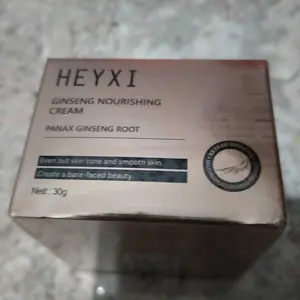 HEYXI
GINSENG NOURISHING
CREAM
PANAX GINSENG ROOT
Even out skin tone and smooth skin.
Create a bare-faced beauty.
Nett : 30g